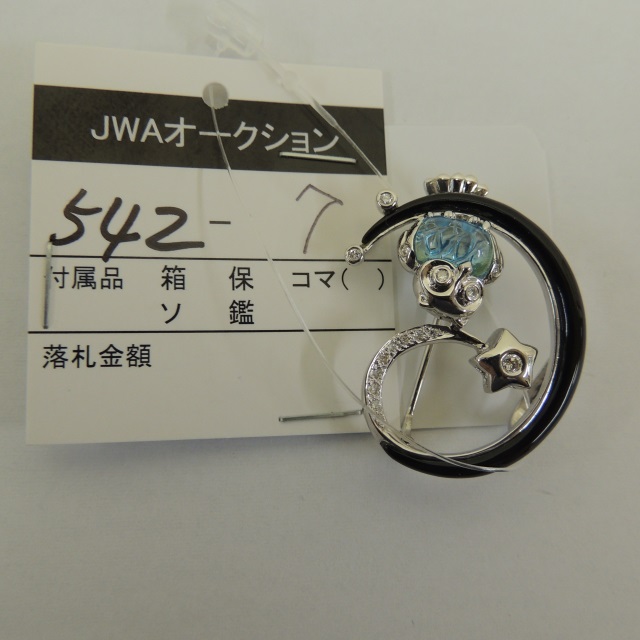 JWAオークション
542-7
付属品 箱 保 コマ( )
ソ 鑑
落札金額